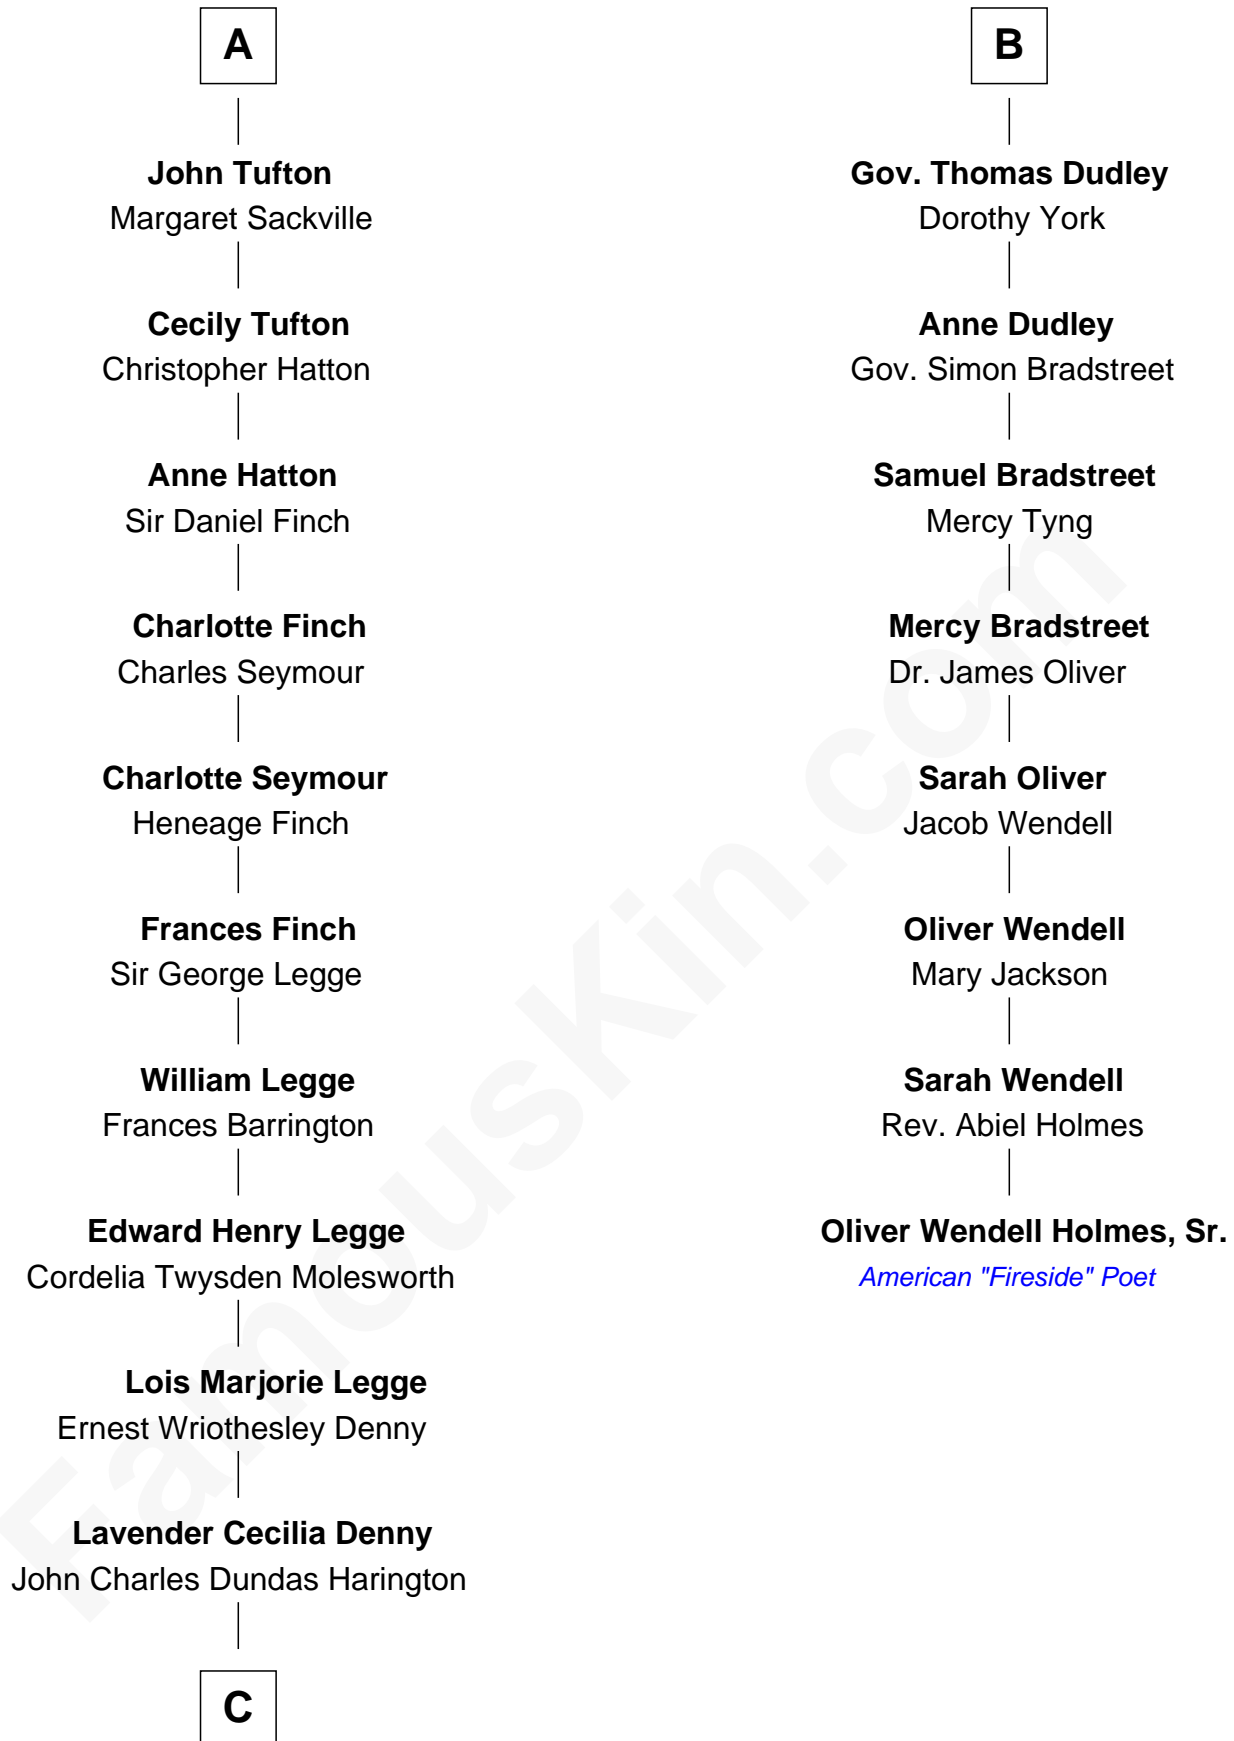 A
John Tufton
Margaret Sackville
Cecily Tufton
Christopher Hatton
Anne Hatton
Sir Daniel Finch
Charlotte Finch
Charles Seymour
Charlotte Seymour
Heneage Finch
Frances Finch
Sir George Legge
William Legge
Frances Barrington
Edward Henry Legge
Cordelia Twysden Molesworth
Lois Marjorie Legge
Ernest Wriothesley Denny
Lavender Cecilia Denny
John Charles Dundas Harington
C
B
Gov. Thomas Dudley
Dorothy York
Anne Dudley
Gov. Simon Bradstreet
Samuel Bradstreet
Mercy Tyng
Mercy Bradstreet
Dr. James Oliver
Sarah Oliver
Jacob Wendell
Oliver Wendell
Mary Jackson
Sarah Wendell
Rev. Abiel Holmes
Oliver Wendell Holmes, Sr.
American "Fireside" Poet
FamousKin.com